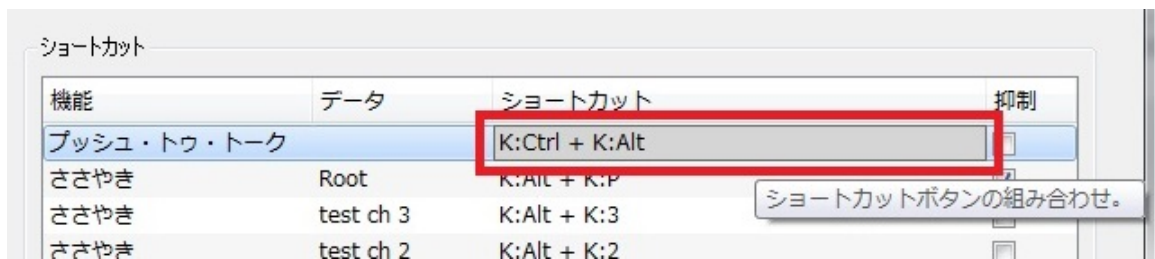 ショートカット
機能 データ ショートカット 抑制
プッシュ・トゥ・トーク K:Ctrl + K:Alt
ささやき Root K:Alt + K:P
ショートカットボタンの組み合わせ。
ささやき test ch 3 K:Alt + K:3
ささやき test ch 2 K:Alt + K:2